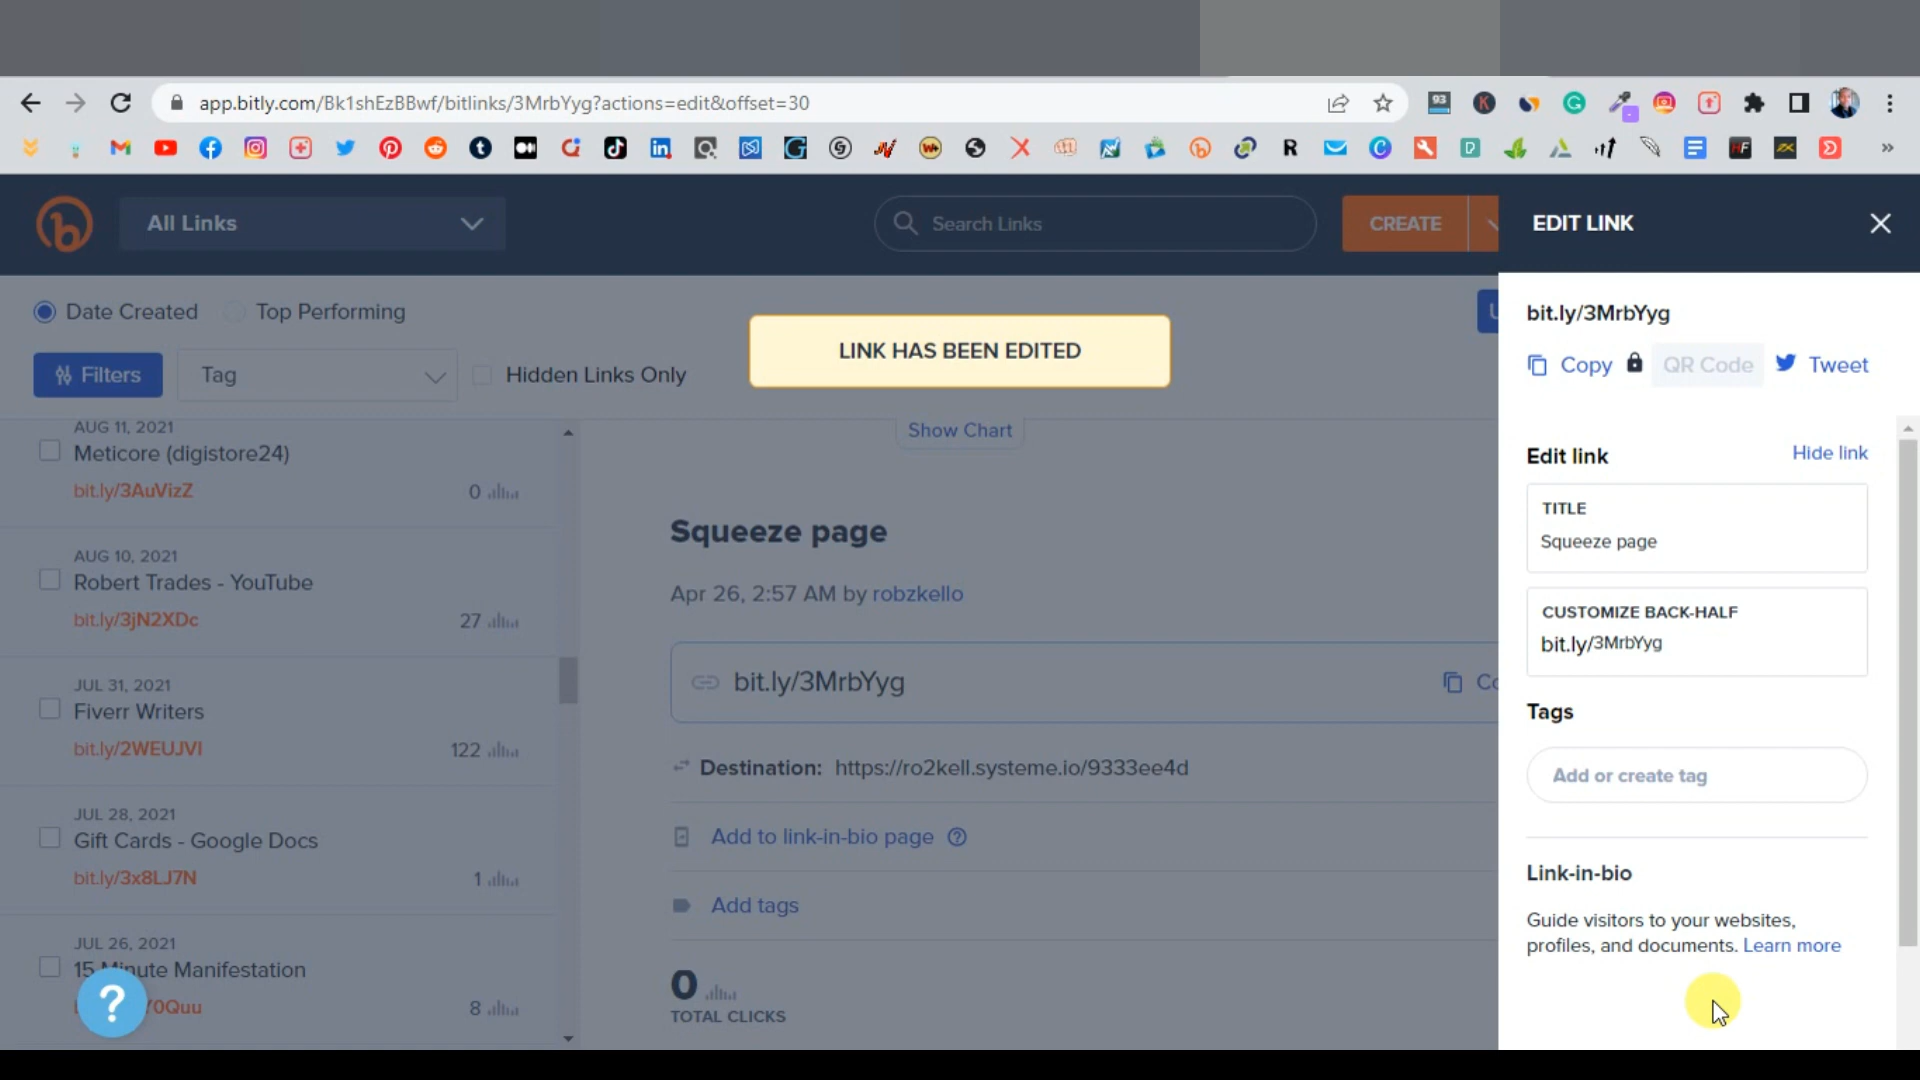 app.bitly.com/Bk1shEzBBwf/bitlinks/3MrbYyg?actions=edit&offset=30
93
All Links
Search Links
CREATE
EDIT LINK
Date Created
Top Performing
LINK HAS BEEN EDITED
Filters
Tag
Hidden Links Only
Show Chart
AUG 11, 2021
Meticore (digistore24)
bit.ly/3AuVizZ
0
AUG 10, 2021
Robert Trades - YouTube
bit.ly/3jN2XDc
27
JUL 31, 2021
Fiverr Writers
bit.ly/2WEUJVI
122
JUL 28, 2021
Gift Cards - Google Docs
bit.ly/3x8LJ7N
1
JUL 26, 2021
15 Minute Manifestation
8
?
Squeeze page
Apr 26, 2:57 AM by robzkello
bit.ly/3MrbYyg
Destination: https://ro2kell.systeme.io/9333ee4d
Add to link-in-bio page
Add tags
0
TOTAL CLICKS
bit.ly/3MrbYyg
Copy
QR Code
Tweet
Edit link
Hide link
TITLE
Squeeze page
CUSTOMIZE BACK-HALF
bit.ly/3MrbYyg
Tags
Add or create tag
Link-in-bio
Guide visitors to your websites,
profiles, and documents. Learn more